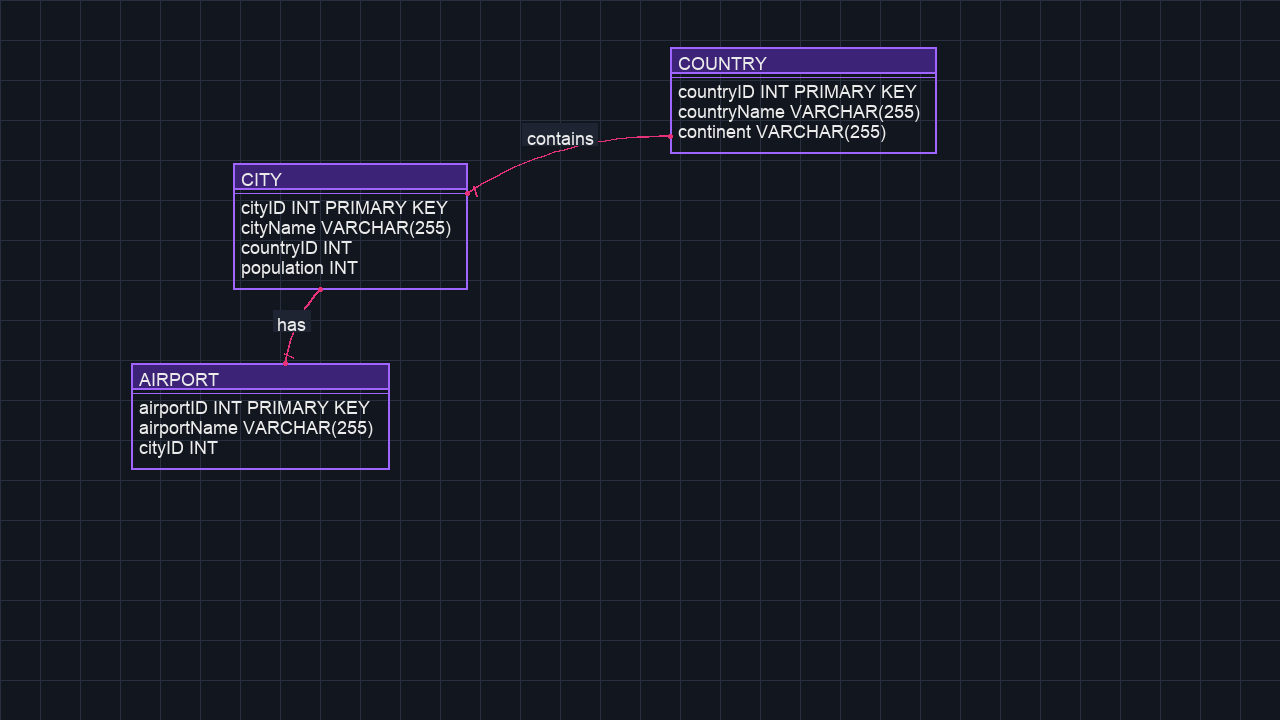 COUNTRY
countryID INT PRIMARY KEY
countryName VARCHAR(255)
continent VARCHAR(255)
contains
CITY
cityID INT PRIMARY KEY
cityName VARCHAR(255)
countryID INT
population INT
has
AIRPORT
airportID INT PRIMARY KEY
airportName VARCHAR(255)
cityID INT